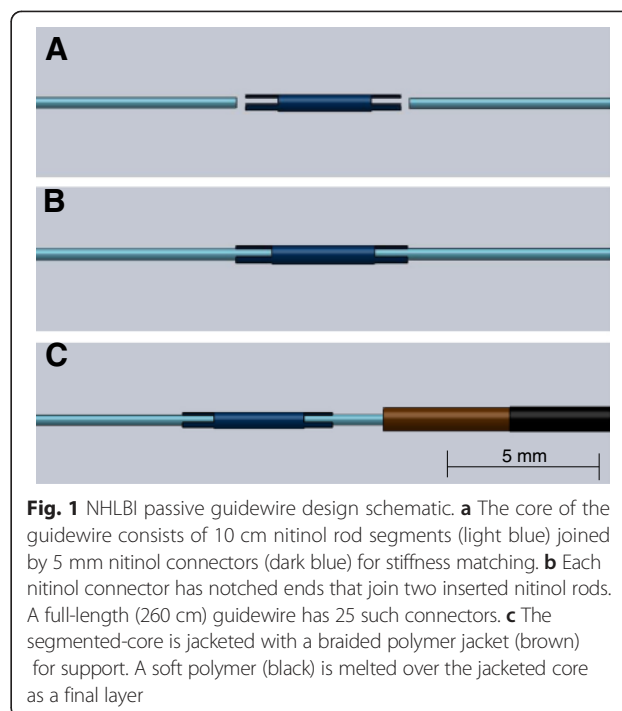 A
B
C
5 mm
Fig. 1 NHLBI passive guidewire design schematic. a The core of the
guidewire consists of 10 cm nitinol rod segments (light blue) joined
by 5 mm nitinol connectors (dark blue) for stiffness matching. b Each
nitinol connector has notched ends that join two inserted nitinol rods.
A full-length (260 cm) guidewire has 25 such connectors. c The
segmented-core is jacketed with a braided polymer jacket (brown)
for support. A soft polymer (black) is melted over the jacketed core
as a final layer